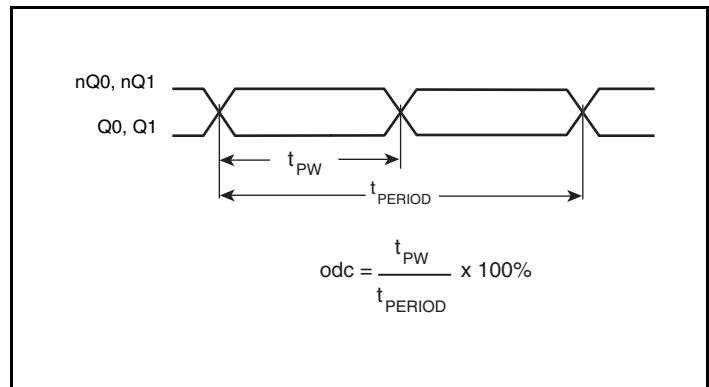 nQ0, nQ1
Q0, Q1
tPW
tPERIOD
odc = tPW / tPERIOD x 100%